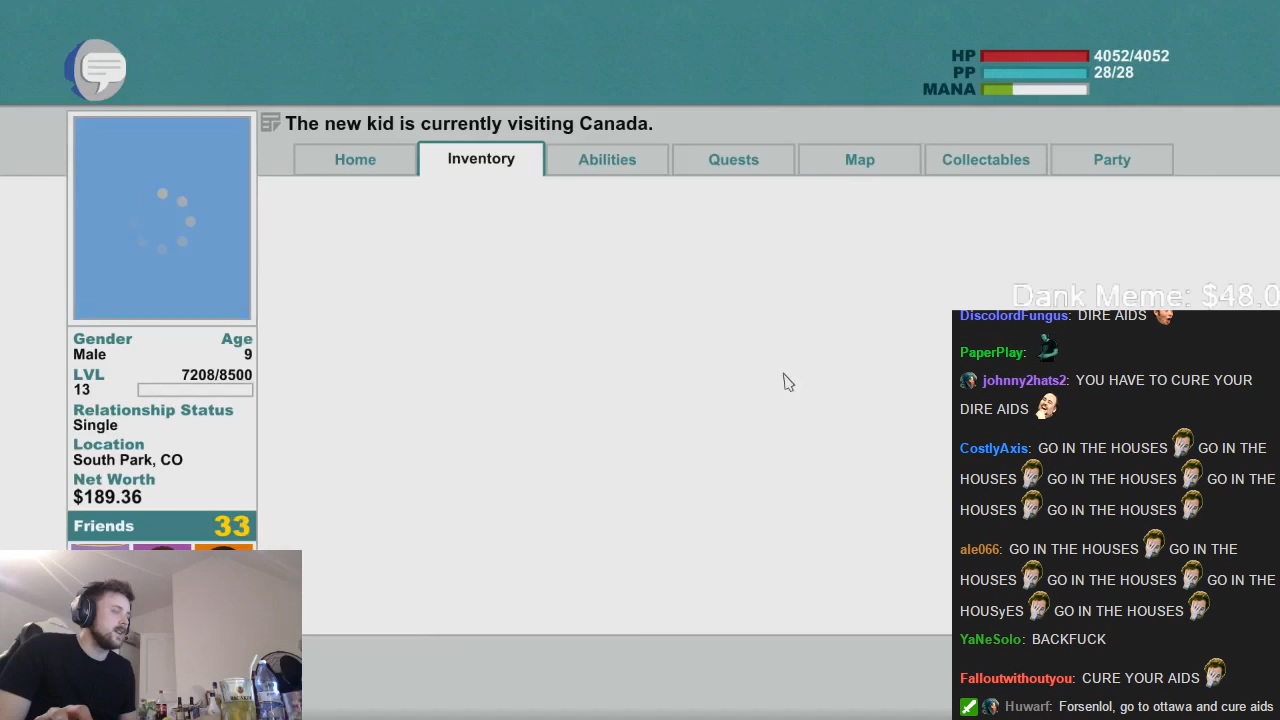 HP 4052/4052
PP 28/28
MANA
The new kid is currently visiting Canada.
Home Inventory Abilities Quests Map Collectables Party
Gender Age
Male 9
LVL 7208/8500
13
Relationship Status
Single
Location
South Park, CO
Net Worth
$189.36
Friends 33
Dank Meme: $48.0
DiscolordFungus: DIRE AIDS
PaperPlay:
johnny2hats2: YOU HAVE TO CURE YOUR
DIRE AIDS
CostlyAxis: GO IN THE HOUSES GO IN THE
HOUSES GO IN THE HOUSES GO IN THE
HOUSES GO IN THE HOUSES
ale066: GO IN THE HOUSES GO IN THE
HOUSES GO IN THE HOUSES GO IN THE
HOUSyES GO IN THE HOUSES
YaNeSolo: BACKFUCK
Falloutwithoutyou: CURE YOUR AIDS
Huwarf: Forsenlol, go to ottawa and cure aids